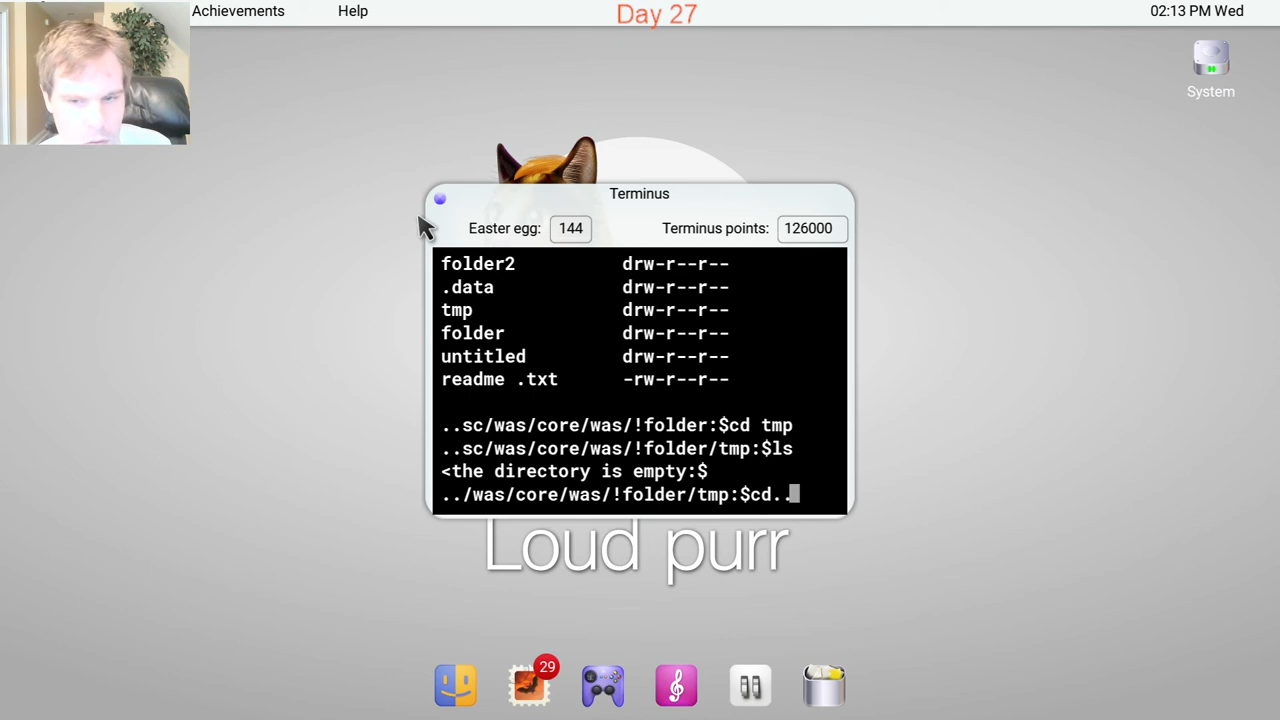 Achievements Help Day 27 02:13 PM Wed
System
Terminus
Easter egg: 144 Terminus points: 126000
folder2 drw-r--r--
.data drw-r--r--
tmp drw-r--r--
folder drw-r--r--
untitled drw-r--r--
readme .txt -rw-r--r--
..sc/was/core/was/!folder:$cd tmp
..sc/was/core/was/!folder/tmp:$ls
<the directory is empty:$
../was/core/was/!folder/tmp:$cd..
Loud purr
29